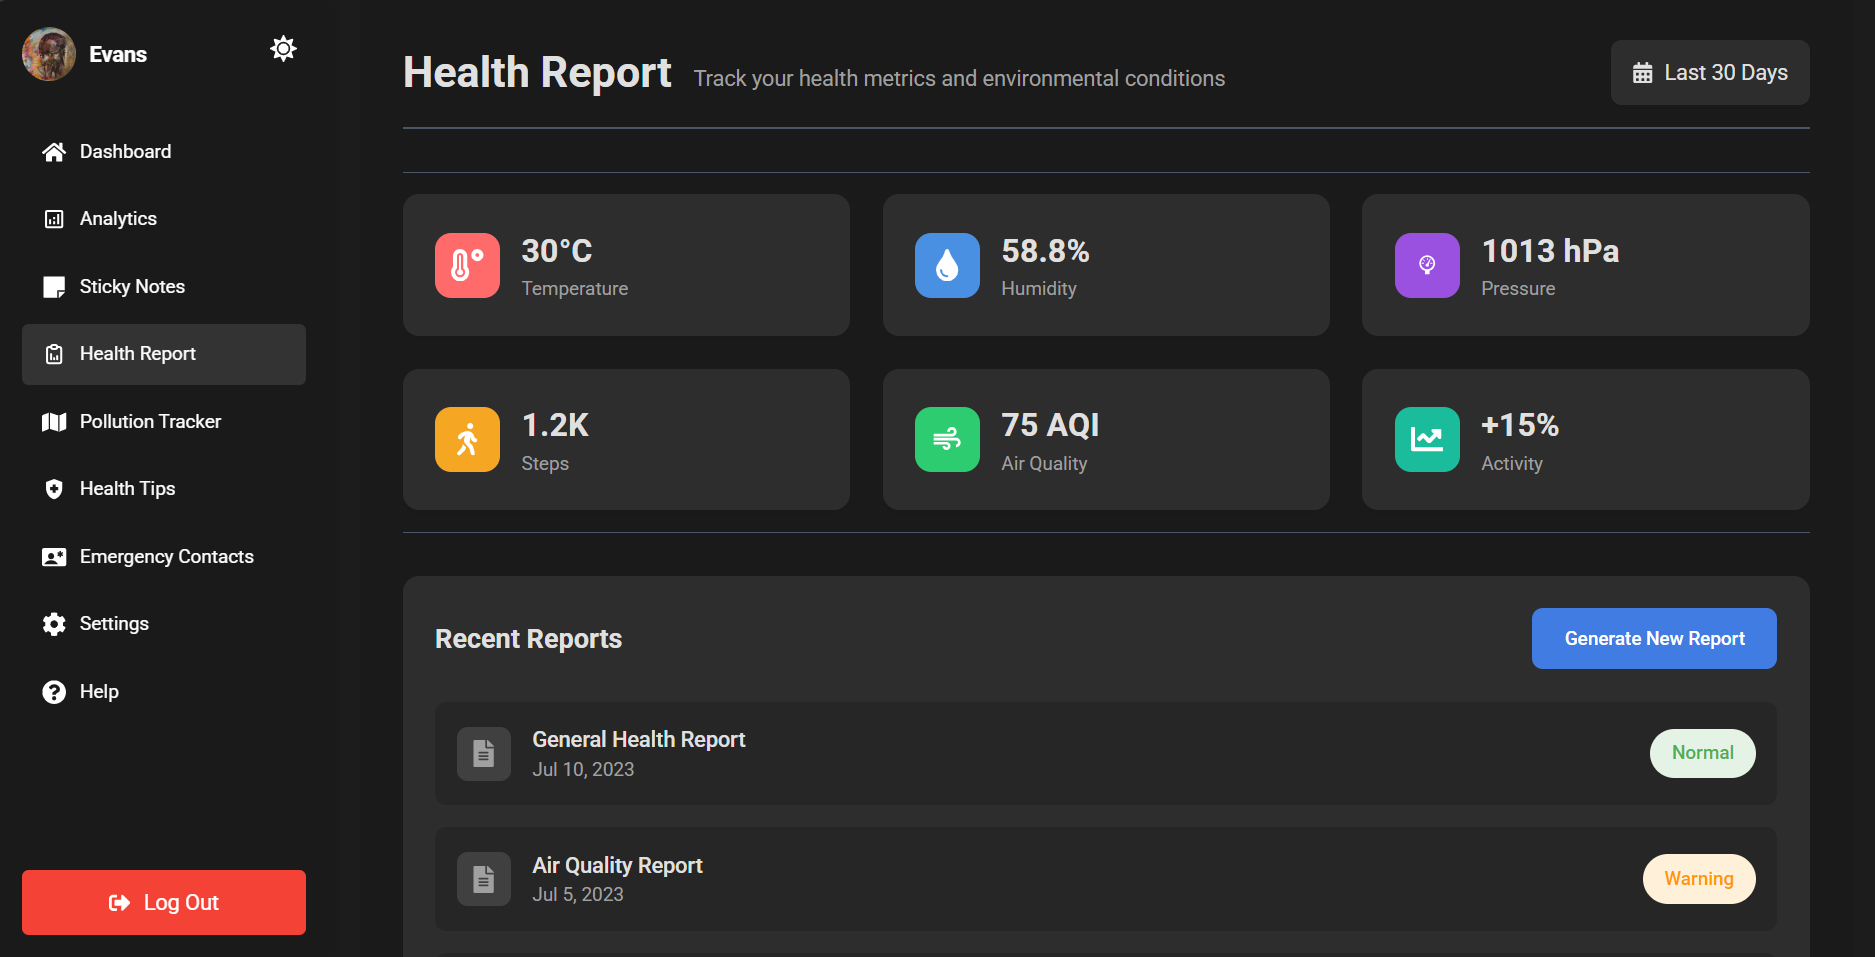 Evans
Dashboard
Analytics
Sticky Notes
Health Report
Pollution Tracker
Health Tips
Emergency Contacts
Settings
Help
Log Out
Health Report
Track your health metrics and environmental conditions
Last 30 Days
30°C
Temperature
58.8%
Humidity
1013 hPa
Pressure
1.2K
Steps
75 AQI
Air Quality
+15%
Activity
Recent Reports
Generate New Report
General Health Report
Jul 10, 2023
Normal
Air Quality Report
Jul 5, 2023
Warning